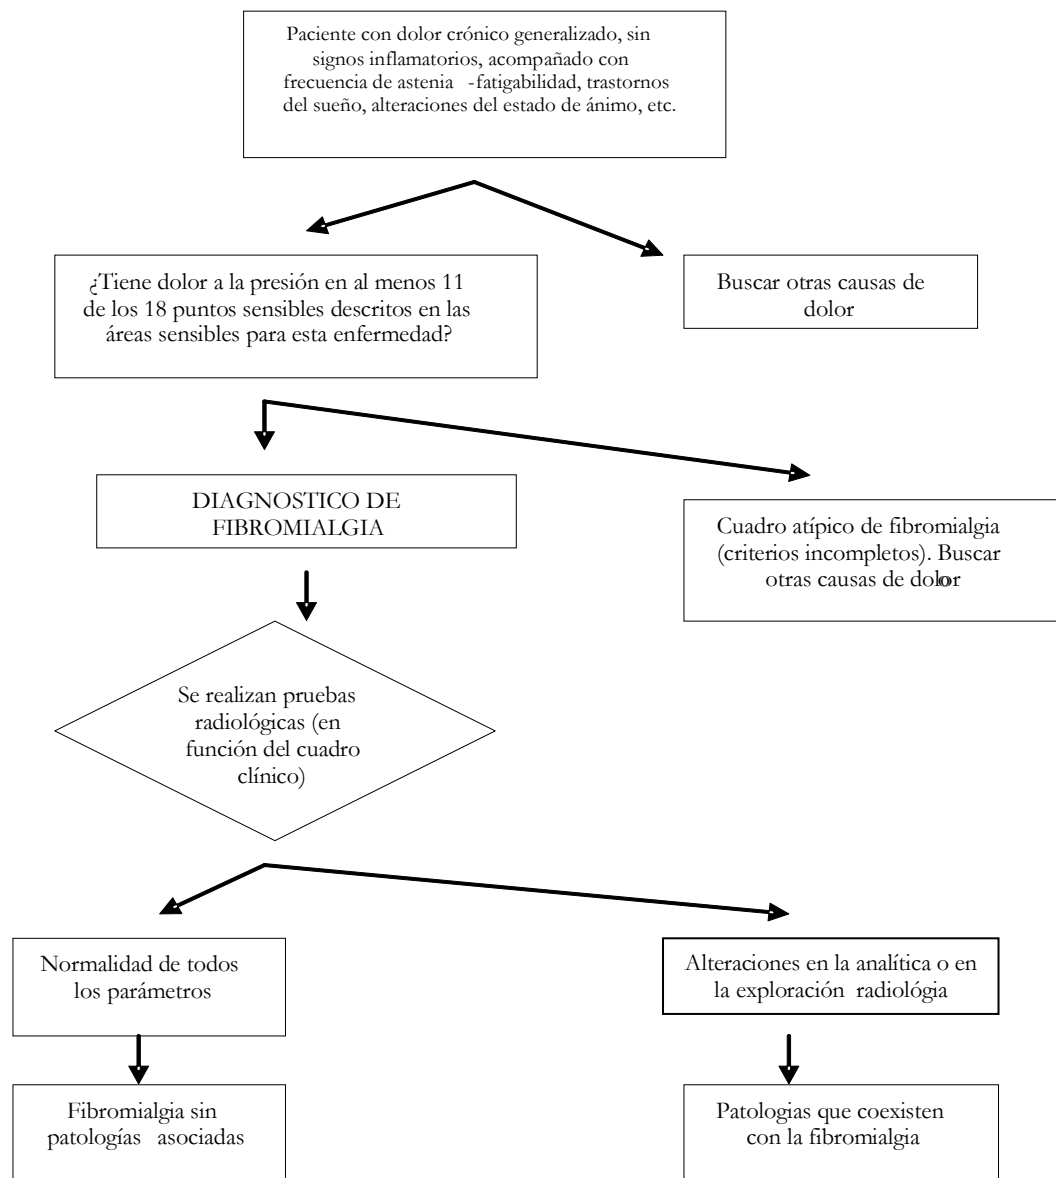 Paciente con dolor crónico generalizado, sin
signos inflamatorios, acompañado con
frecuencia de astenia -fatigabilidad, trastornos
del sueño, alteraciones del estado de ánimo, etc.
¿Tiene dolor a la presión en al menos 11
de los 18 puntos sensibles descritos en las
áreas sensibles para esta enfermedad?
Buscar otras causas de
dolor
DIAGNOSTICO DE
FIBROMIALGIA
Cuadro atípico de fibromialgia
(criterios incompletos). Buscar
otras causas de dolor
Se realizan pruebas
radiológicas (en
función del cuadro
clínico)
Normalidad de todos
los parámetros
Alteraciones en la analítica o en
la exploración radiológia
Fibromialgia sin
patologías asociadas
Patologias que coexisten
con la fibromialgia